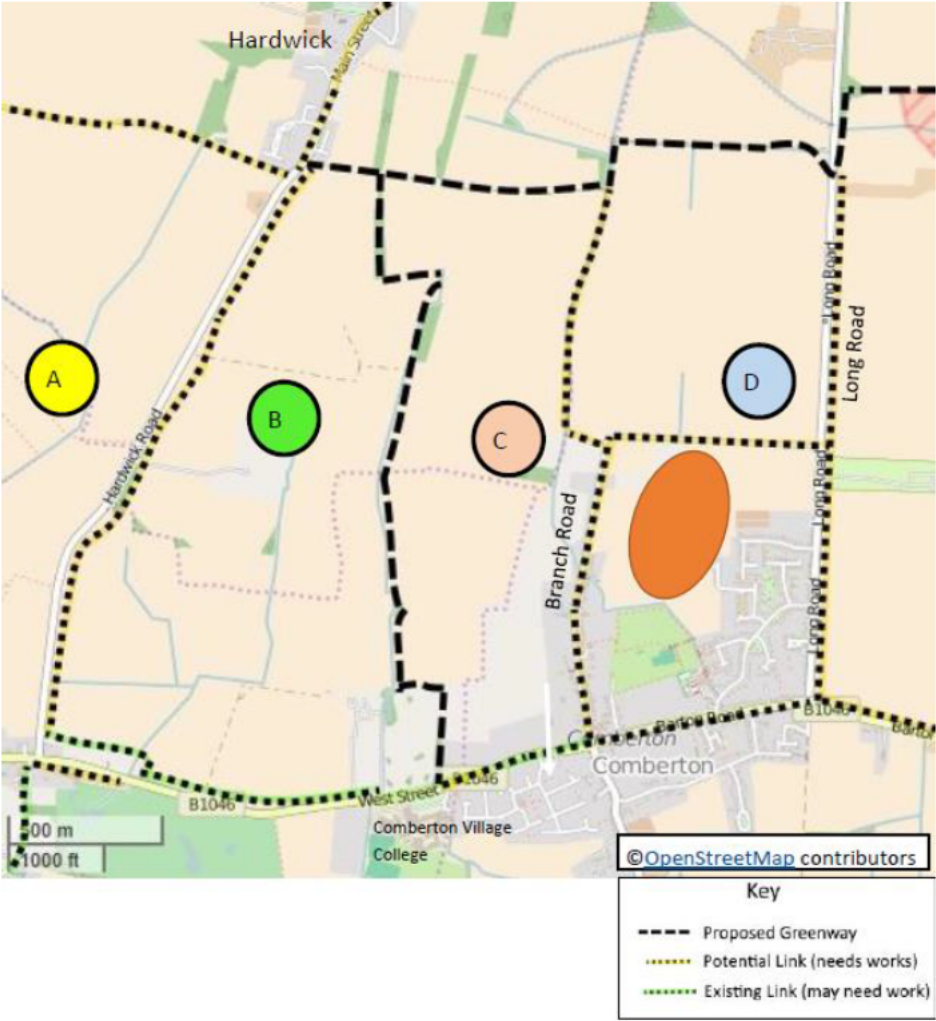 Hardwick
Main Street
Long Road
Long Road
A
D
B
C
Hardwick Road
Long Road
Branch Road
Long Road
B1046
Barton Road
Comberton
Comberton
B1046
West Street
B1046
500 m
1000 ft
Comberton Village
College
©OpenStreetMap contributors
Key
Proposed Greenway
Potential Link (needs works)
Existing Link (may need work)